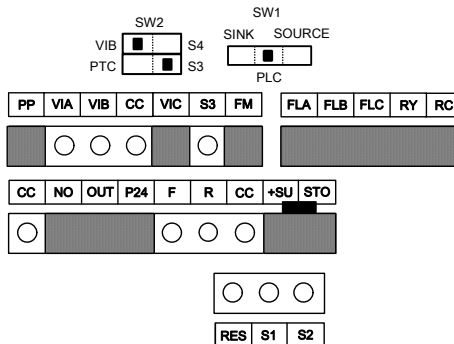 SW2
SW1
VIB S4
PTC S3
SINK SOURCE
PLC
PP VIA VIB CC VIC S3 FM
FLA FLB FLC RY RC
CC NO OUT P24 F R CC +SU STO
RES S1 S2